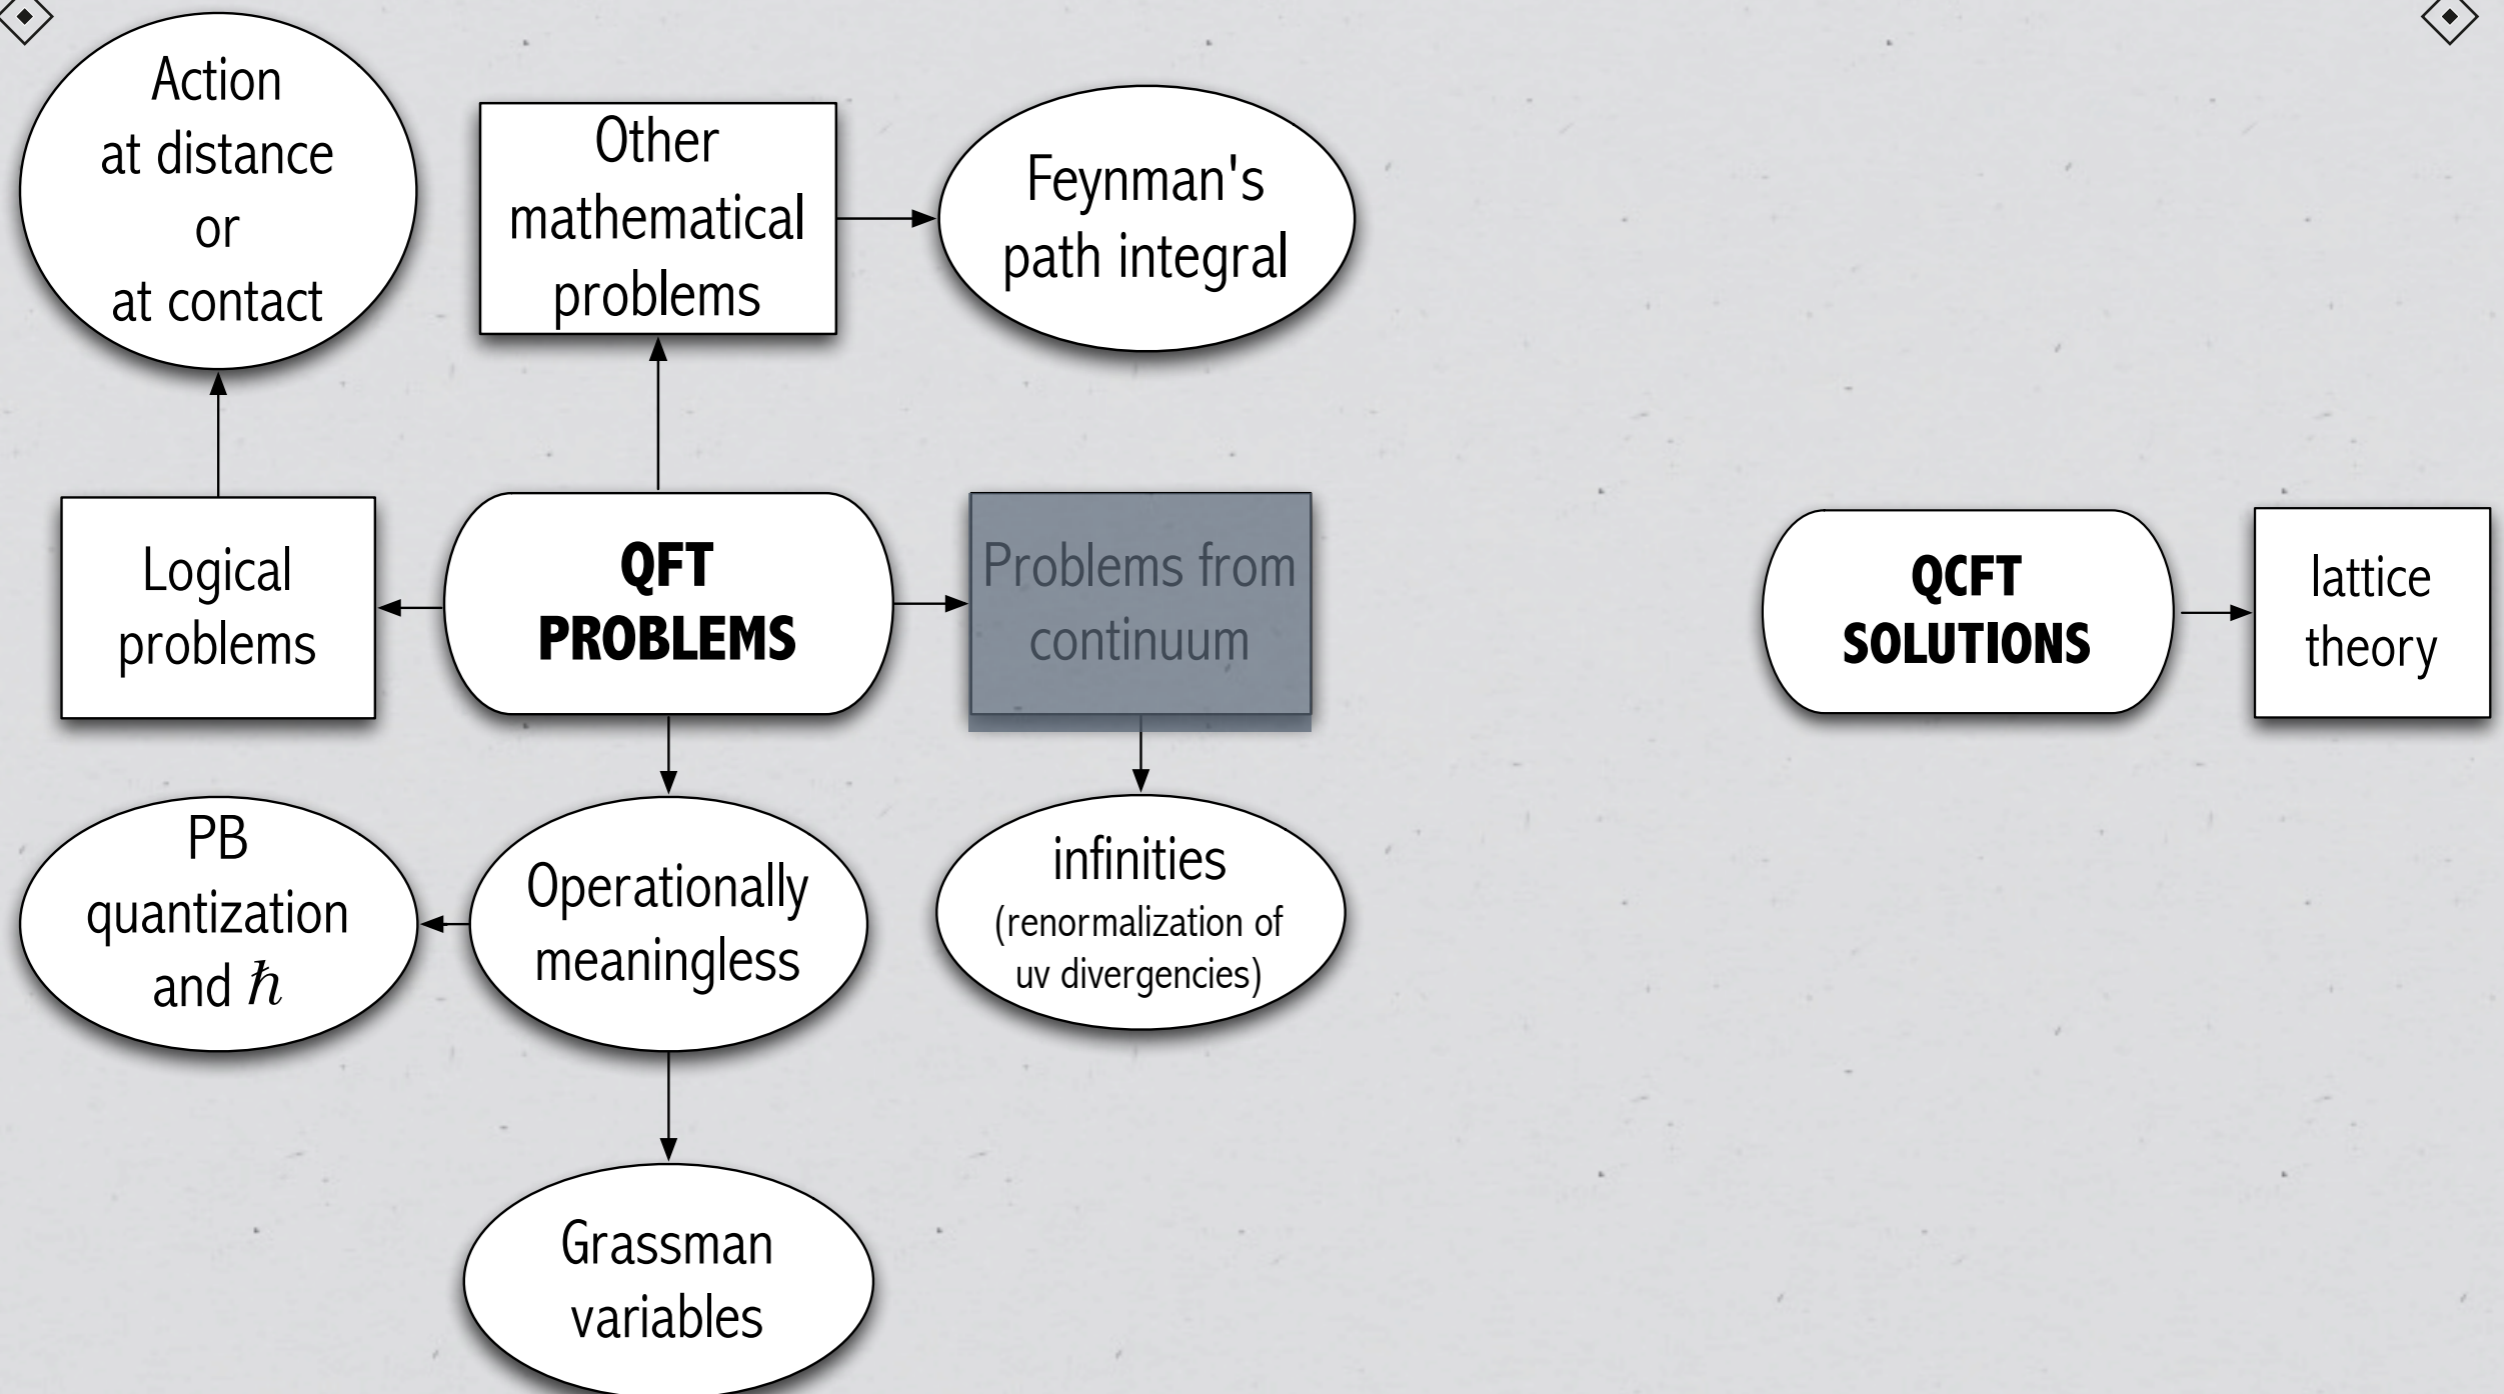 Action
at distance
or
at contact
Other
mathematical
problems
Feynman's
path integral
Logical
problems
QFT
PROBLEMS
Problems from
continuum
QCFT
SOLUTIONS
lattice
theory
PB
quantization
and ℏ
Operationally
meaningless
infinities
(renormalization of
uv divergencies)
Grassman
variables